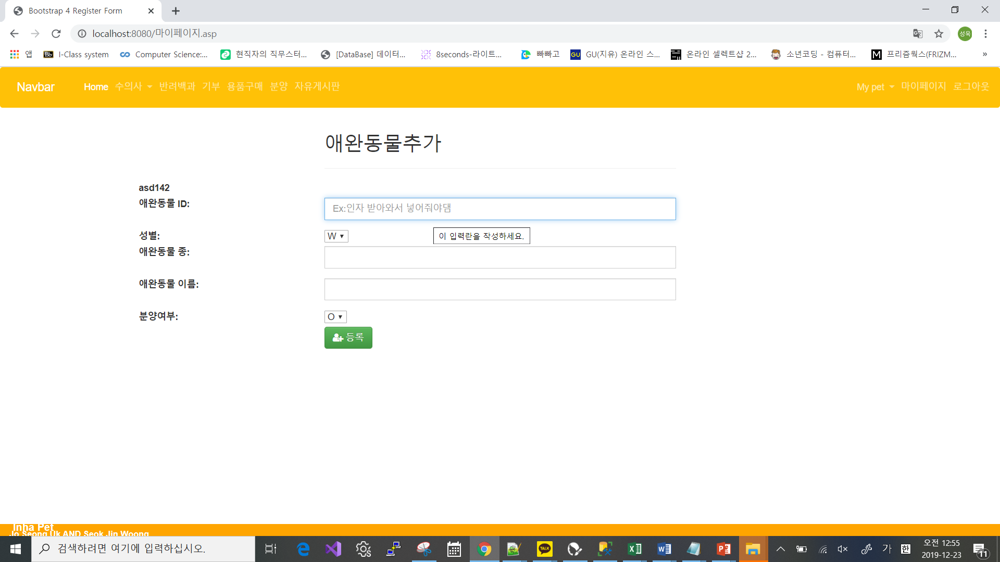 Bootstrap 4 Register Form
localhost:8080/마이페이지.asp
성욱
앱 I-Class system Computer Science:... 현직자의 직무스터... [DataBase] 데이터... 8seconds-라이트... 빠빠고 GU(지유) 온라인 스... 온라인 셀렉트샵 2... 소년코딩 - 컴퓨터... 프리즘웍스(FRIZM... »
Navbar Home 수의사 반려백과 기부 용품구매 분양 자유게시판 My pet 마이페이지 로그아웃
애완동물추가
asd142
애완동물 ID: Ex:인자 받아와서 넣어줘야댐
성별: W 이 입력란을 작성하세요.
애완동물 종:
애완동물 이름:
분양여부: O
등록
Inha Pet
Jo Seong Uk AND Seok Jin Woong
검색하려면 여기에 입력하십시오. 가 한 오전 12:55
2019-12-23 11